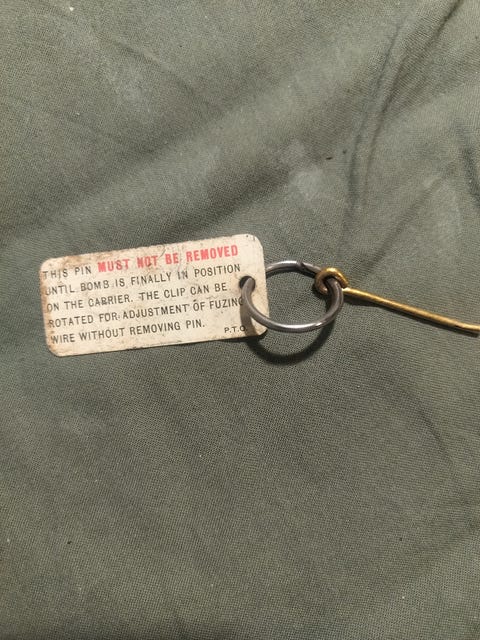 THIS PIN MUST NOT BE REMOVED
UNTIL BOMB IS FINALLY IN POSITION
ON THE CARRIER. THE CLIP CAN BE
ROTATED FOR ADJUSTMENT OF FUZING
WIRE WITHOUT REMOVING PIN.
P.T.O.